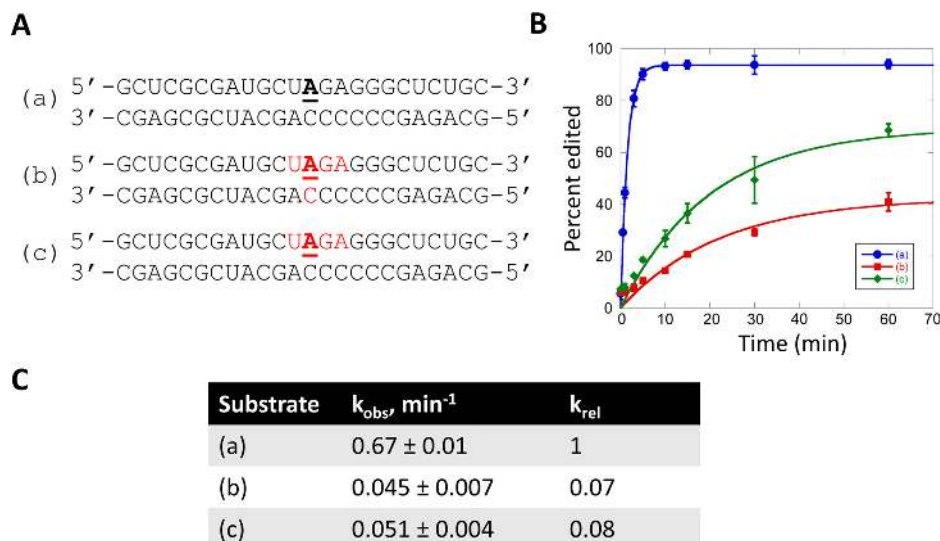 A
(a)
5'-GCUCGCGAUGCUAGAGGGCUCUGC-3'
3'-CGAGCGCUACGACCCCCCGAGACG-5'
(b)
5'-GCUCGCGAUGCUAGAGGGCUCUGC-3'
3'-CGAGCGCUACGACCCCCCGAGACG-5'
(c)
5'-GCUCGCGAUGCUAGAGGGCUCUGC-3'
3'-CGAGCGCUACGACCCCCCGAGACG-5'
B
Percent edited
100
80
60
40
20
0
0 10 20 30 40 50 60 70
Time (min)
(a)
(b)
(c)
C
Substrate kobs, min-1 krel
(a) 0.67 ± 0.01 1
(b) 0.045 ± 0.007 0.07
(c) 0.051 ± 0.004 0.08